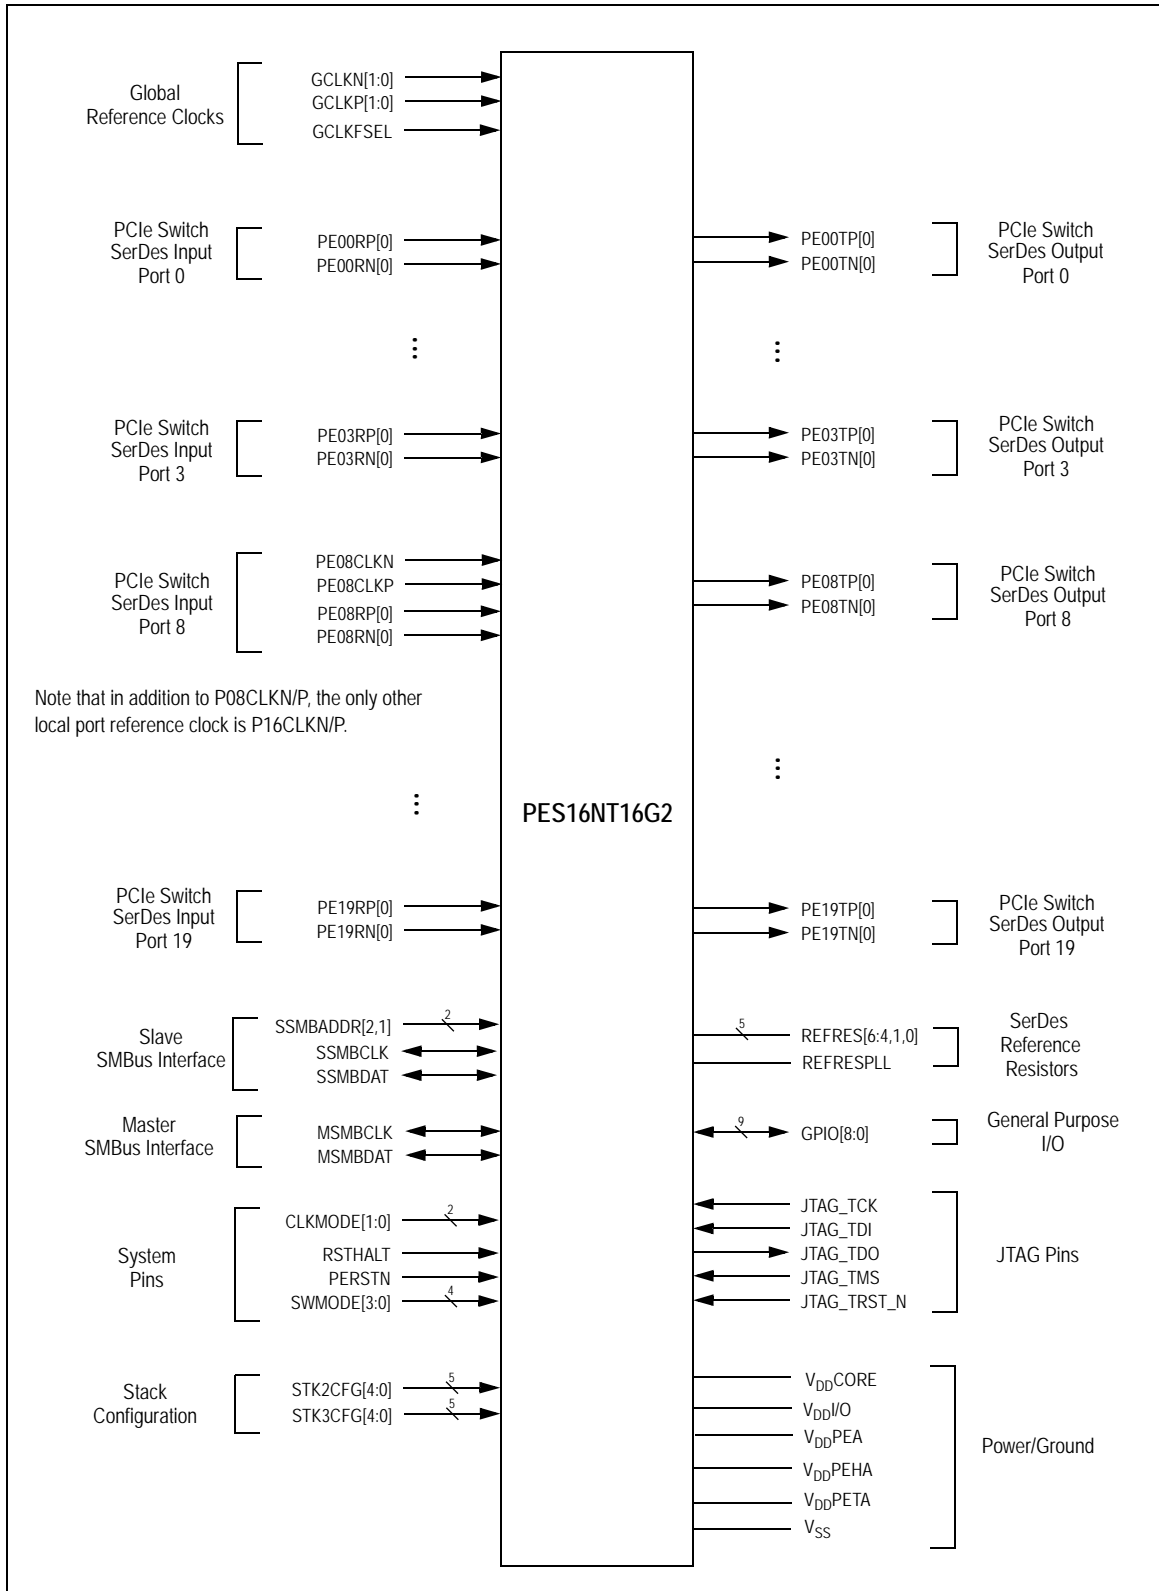 Global
Reference Clocks
GCLKN[1:0]
GCLKP[1:0]
GCLKFSEL
PCIe Switch
SerDes Input
Port 0
PE00RP[0]
PE00RN[0]
PE00TP[0]
PE00TN[0]
PCIe Switch
SerDes Output
Port 0
PCIe Switch
SerDes Input
Port 3
PE03RP[0]
PE03RN[0]
PE03TP[0]
PE03TN[0]
PCIe Switch
SerDes Output
Port 3
PCIe Switch
SerDes Input
Port 8
PE08CLKN
PE08CLKP
PE08RP[0]
PE08RN[0]
PE08TP[0]
PE08TN[0]
PCIe Switch
SerDes Output
Port 8
Note that in addition to P08CLKN/P, the only other
local port reference clock is P16CLKN/P.
PES16NT16G2
PCIe Switch
SerDes Input
Port 19
PE19RP[0]
PE19RN[0]
PE19TP[0]
PE19TN[0]
PCIe Switch
SerDes Output
Port 19
Slave
SMBus Interface
SSMBADDR[2,1]
2
SSMBCLK
SSMBDAT
5
REFRES[6:4,1,0]
REFRESPLL
SerDes
Reference
Resistors
Master
SMBus Interface
MSMBCLK
MSMBDAT
9
GPIO[8:0]
General Purpose
I/O
System
Pins
CLKMODE[1:0]
2
RSTHALT
PERSTN
SWMODE[3:0]
4
JTAG_TCK
JTAG_TDI
JTAG_TDO
JTAG_TMS
JTAG_TRST_N
JTAG Pins
Stack
Configuration
STK2CFG[4:0]
5
STK3CFG[4:0]
5
VDDCORE
VDDI/O
VDDPEA
VDDPEHA
VDDPETA
VSS
Power/Ground